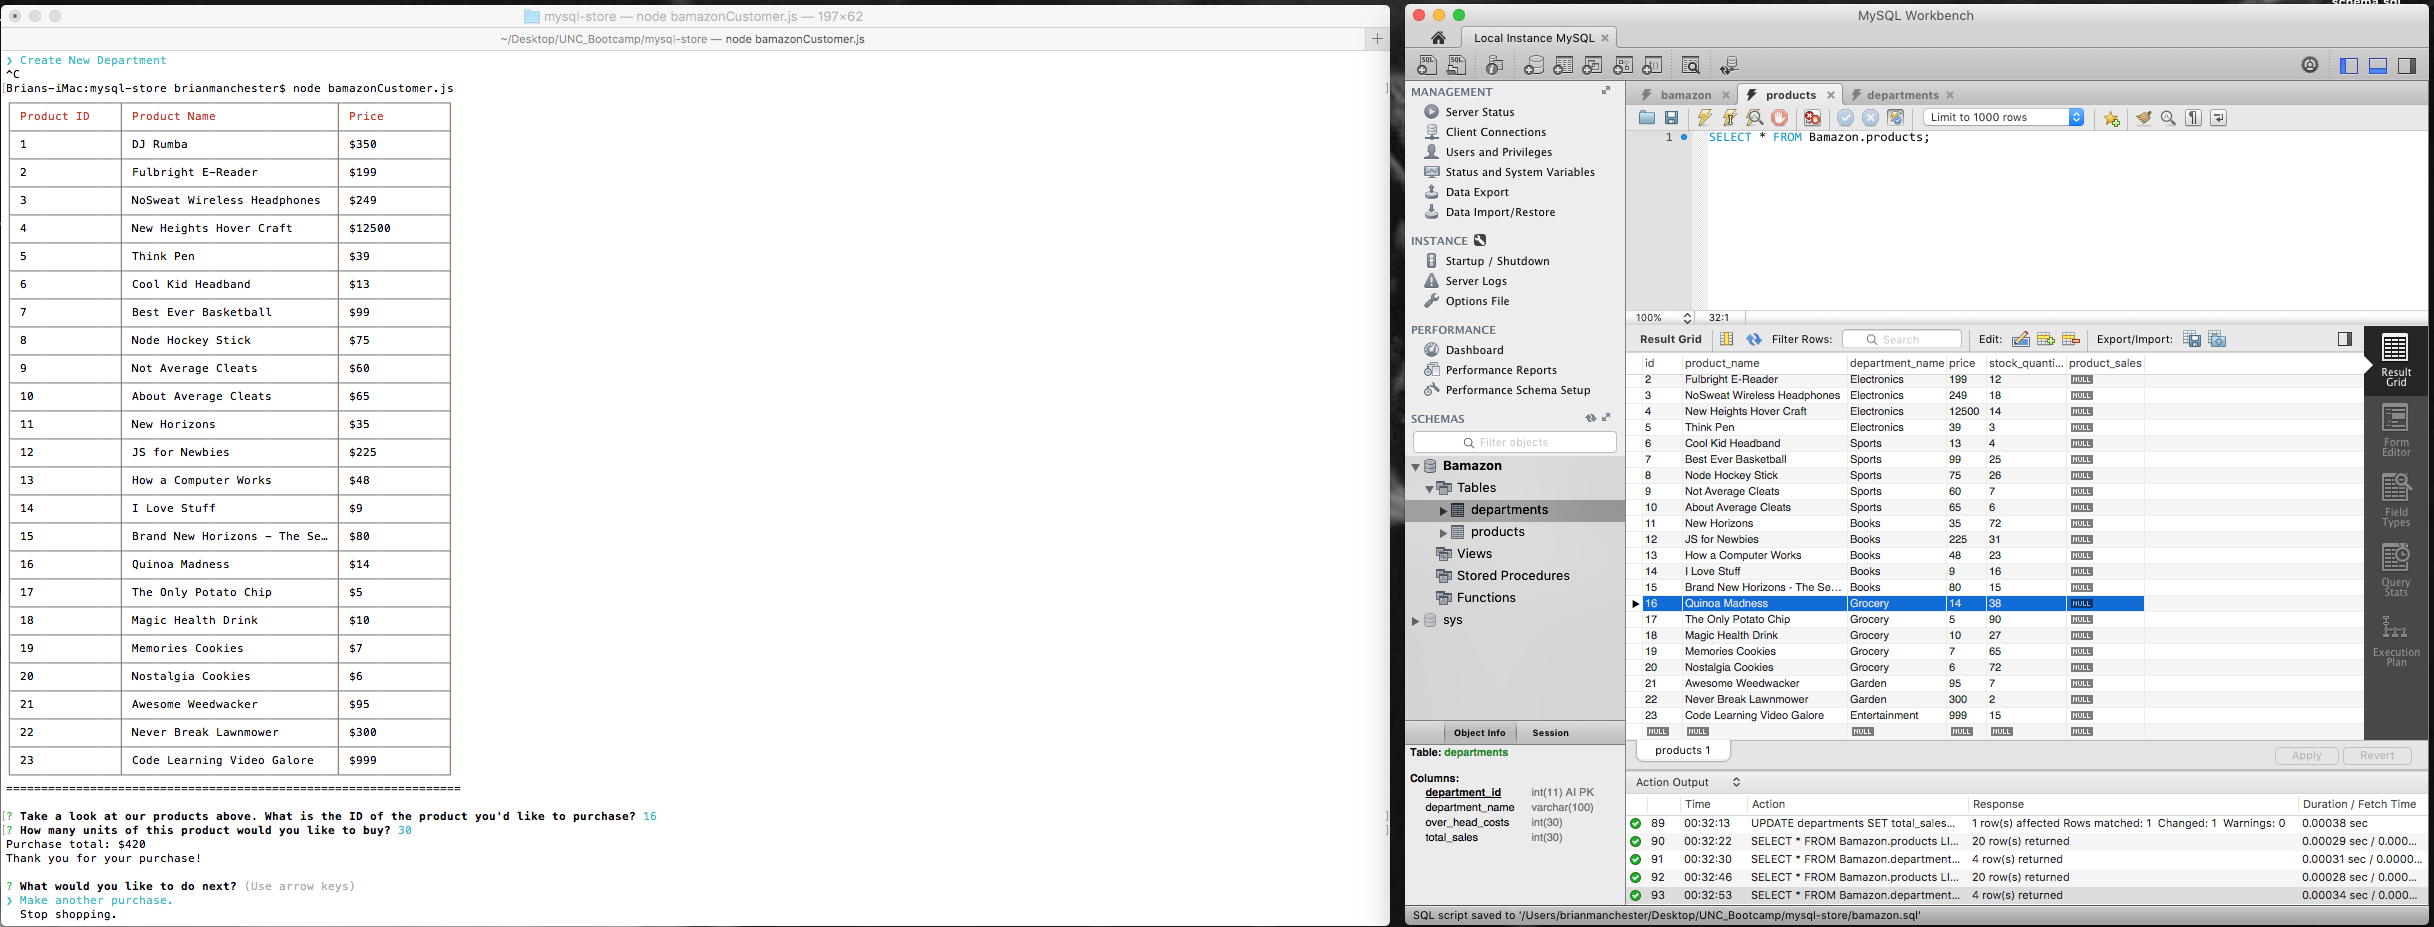 mysql-store — node bamazonCustomer.js — 197×62
~/Desktop/UNC_Bootcamp/mysql-store — node bamazonCustomer.js
❯ Create New Department
^C
[Brians-iMac:mysql-store brianmanchester$ node bamazonCustomer.js ]
Product ID Product Name Price
1 DJ Rumba $350
2 Fulbright E-Reader $199
3 NoSweat Wireless Headphones $249
4 New Heights Hover Craft $12500
5 Think Pen $39
6 Cool Kid Headband $13
7 Best Ever Basketball $99
8 Node Hockey Stick $75
9 Not Average Cleats $60
10 About Average Cleats $65
11 New Horizons $35
12 JS for Newbies $225
13 How a Computer Works $48
14 I Love Stuff $9
15 Brand New Horizons - The Se… $80
16 Quinoa Madness $14
17 The Only Potato Chip $5
18 Magic Health Drink $10
19 Memories Cookies $7
20 Nostalgia Cookies $6
21 Awesome Weedwacker $95
22 Never Break Lawnmower $300
23 Code Learning Video Galore $999
=================================================================
[? Take a look at our products above. What is the ID of the product you'd like to purchase? 16 ]
[? How many units of this product would you like to buy? 30 ]
Purchase total: $420
Thank you for your purchase!
? What would you like to do next? (Use arrow keys)
❯ Make another purchase.
Stop shopping.
schema.sql
MySQL Workbench
Local Instance MySQL
MANAGEMENT
Server Status
Client Connections
Users and Privileges
Status and System Variables
Data Export
Data Import/Restore
INSTANCE
Startup / Shutdown
Server Logs
Options File
PERFORMANCE
Dashboard
Performance Reports
Performance Schema Setup
SCHEMAS
Filter objects
Bamazon
Tables
departments
products
Views
Stored Procedures
Functions
sys
Object Info Session
Table: departments
Columns:
department_id int(11) AI PK
department_name varchar(100)
over_head_costs int(30)
total_sales int(30)
bamazon products departments
Limit to 1000 rows
1 SELECT * FROM Bamazon.products;
100% 32:1
Result Grid Filter Rows: Search Edit: Export/Import:
id product_name department_name price stock_quanti... product_sales
2 Fulbright E-Reader Electronics 199 12 NULL
3 NoSweat Wireless Headphones Electronics 249 18 NULL
4 New Heights Hover Craft Electronics 12500 14 NULL
5 Think Pen Electronics 39 3 NULL
6 Cool Kid Headband Sports 13 4 NULL
7 Best Ever Basketball Sports 99 25 NULL
8 Node Hockey Stick Sports 75 26 NULL
9 Not Average Cleats Sports 60 7 NULL
10 About Average Cleats Sports 65 6 NULL
11 New Horizons Books 35 72 NULL
12 JS for Newbies Books 225 31 NULL
13 How a Computer Works Books 48 23 NULL
14 I Love Stuff Books 9 16 NULL
15 Brand New Horizons - The Se... Books 80 15 NULL
16 Quinoa Madness Grocery 14 38 NULL
17 The Only Potato Chip Grocery 5 90 NULL
18 Magic Health Drink Grocery 10 27 NULL
19 Memories Cookies Grocery 7 65 NULL
20 Nostalgia Cookies Grocery 6 72 NULL
21 Awesome Weedwacker Garden 95 7 NULL
22 Never Break Lawnmower Garden 300 2 NULL
23 Code Learning Video Galore Entertainment 999 15 NULL
NULL NULL NULL NULL NULL NULL
Result
Grid
Form
Editor
Field
Types
Query
Stats
Execution
Plan
products 1
Apply Revert
Action Output
Time Action Response Duration / Fetch Time
89 00:32:13 UPDATE departments SET total_sales... 1 row(s) affected Rows matched: 1 Changed: 1 Warnings: 0 0.00038 sec
90 00:32:22 SELECT * FROM Bamazon.products LI... 20 row(s) returned 0.00029 sec / 0.000...
91 00:32:30 SELECT * FROM Bamazon.department... 4 row(s) returned 0.00031 sec / 0.0000...
92 00:32:46 SELECT * FROM Bamazon.products LI... 20 row(s) returned 0.00028 sec / 0.000...
93 00:32:53 SELECT * FROM Bamazon.department... 4 row(s) returned 0.00034 sec / 0.000...
SQL script saved to '/Users/brianmanchester/Desktop/UNC_Bootcamp/mysql-store/bamazon.sql'